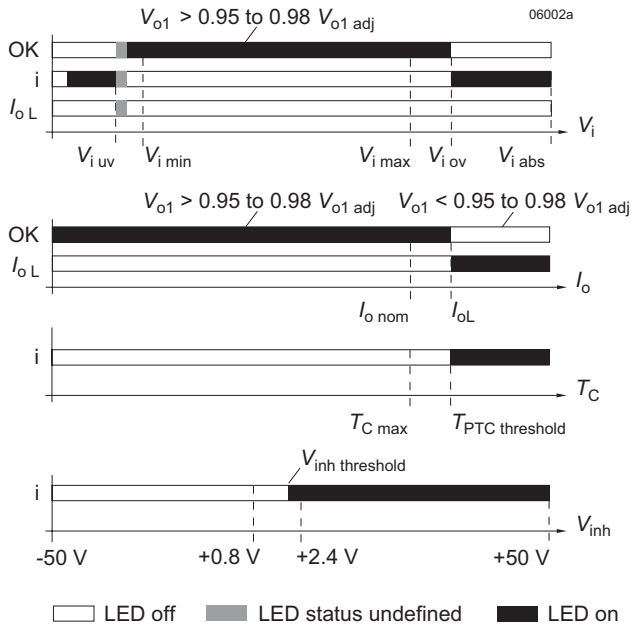 V_o1 > 0.95 to 0.98 V_o1 adj
06002a
OK
i
I_o L
V_i
V_i uv
V_i min
V_i max
V_i ov
V_i abs
V_o1 > 0.95 to 0.98 V_o1 adj
V_o1 < 0.95 to 0.98 V_o1 adj
OK
I_o L
I_o
I_o nom
I_oL
i
T_C
T_C max
T_PTC threshold
V_inh threshold
i
V_inh
-50 V
+0.8 V
+2.4 V
+50 V
LED off
LED status undefined
LED on